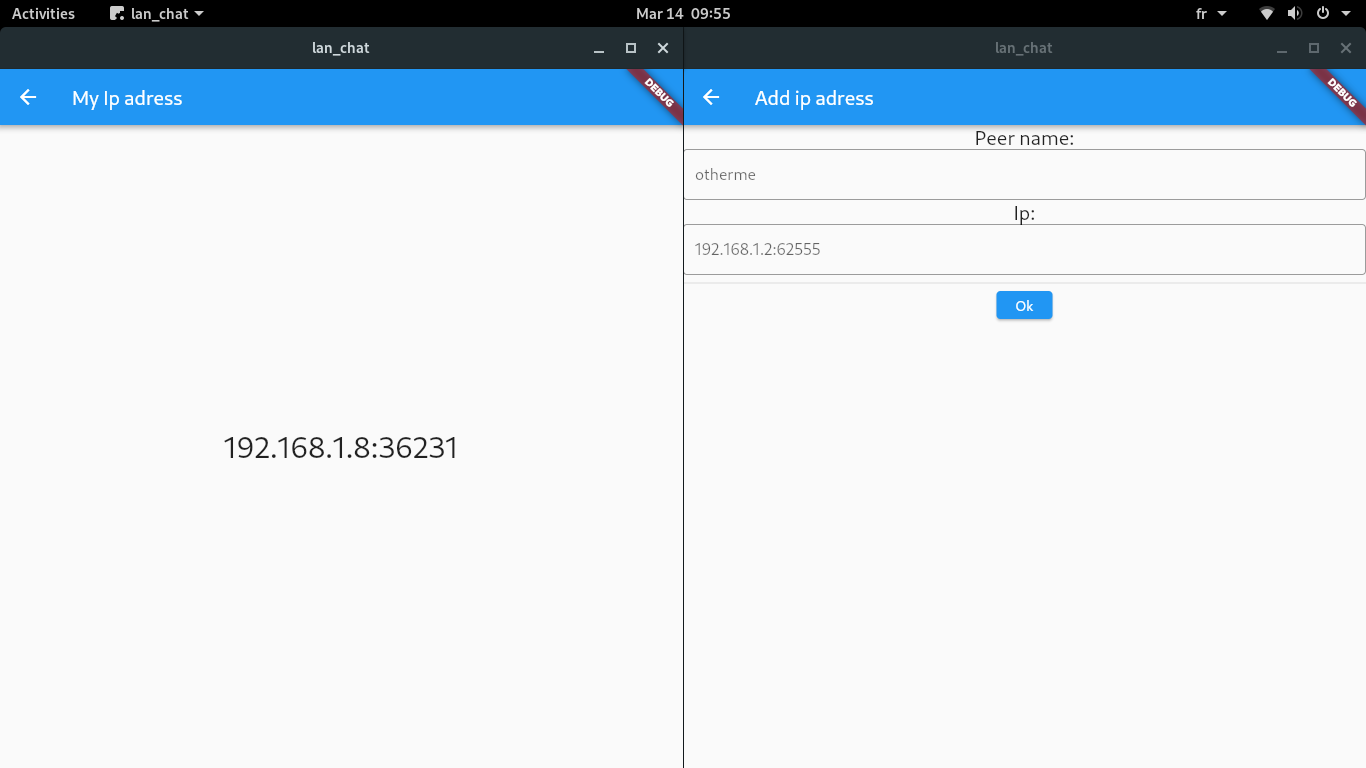 Activities lan_chat Mar 14 09:55 fr
lan_chat
My Ip adress
DEBUG
192.168.1.8:36231
lan_chat
Add ip adress
DEBUG
Peer name:
otherme
Ip:
192.168.1.2:62555
Ok